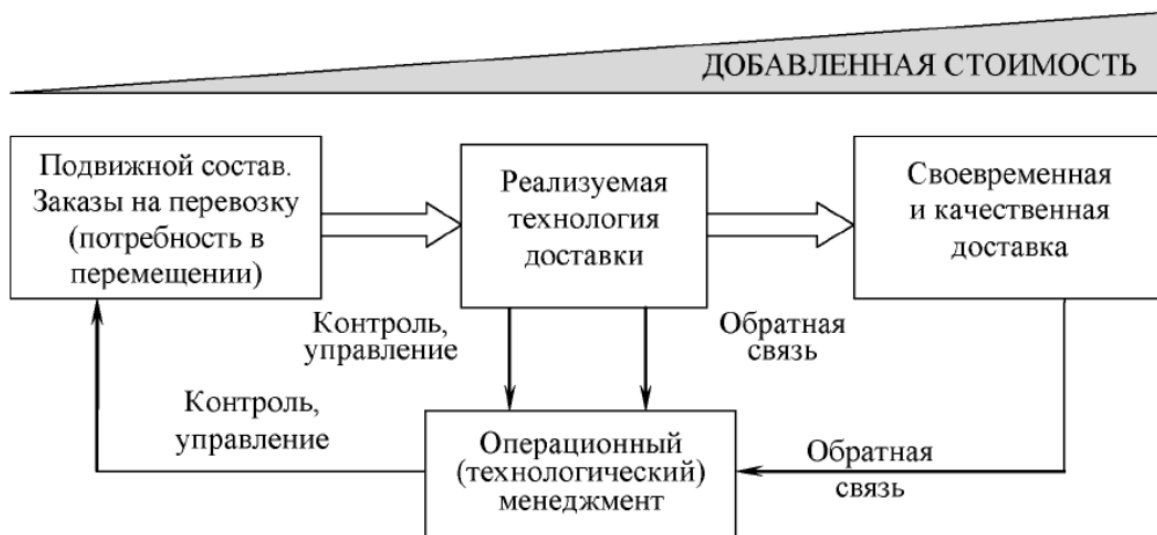 ДОБАВЛЕННАЯ СТОИМОСТЬ
Подвижной состав.
Заказы на перевозку
(потребность в
перемещении)
Реализуемая
технология
доставки
Своевременная
и качественная
доставка
Контроль,
управление
Обратная
связь
Контроль,
управление
Операционный
(технологический)
менеджмент
Обратная
связь